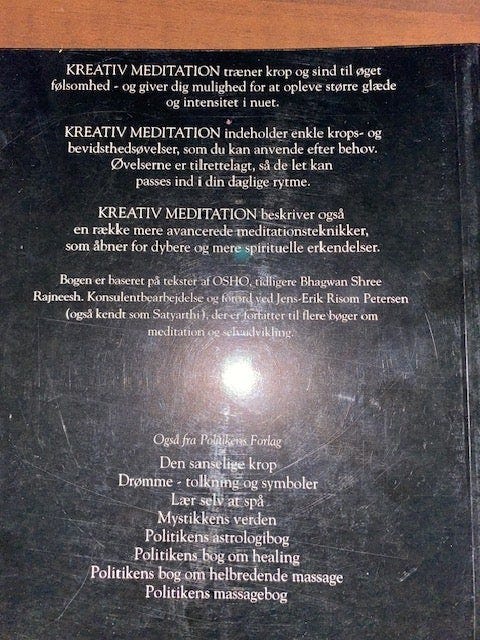 KREATIV MEDITATION træner krop og sind til øget
følsomhed - og giver dig mulighed for at opleve større glæde
og intensitet i nuet.
KREATIV MEDITATION indeholder enkle krops- og
bevidsthedsøvelser, som du kan anvende efter behov.
Øvelserne er tilrettelagt, så de let kan
passes ind i din daglige rytme.
KREATIV MEDITATION beskriver også
en række mere avancerede meditationsteknikker,
som åbner for dybere og mere spirituelle erkendelser.
Bogen er baseret på tekster af OSHO, tidligere Bhagwan Shree
Rajneesh. Konsulentbearbejdelse og forord ved Jens-Erik Risom Petersen
(også kendt som Satyarthi), der er forfatter til flere bøger om
meditation og selvudvikling.
Også fra Politikens Forlag
Den sanselige krop
Drømme - tolkning og symboler
Lær selv at spå
Mystikkens verden
Politikens astrologibog
Politikens bog om healing
Politikens bog om helbredende massage
Politikens massagebog